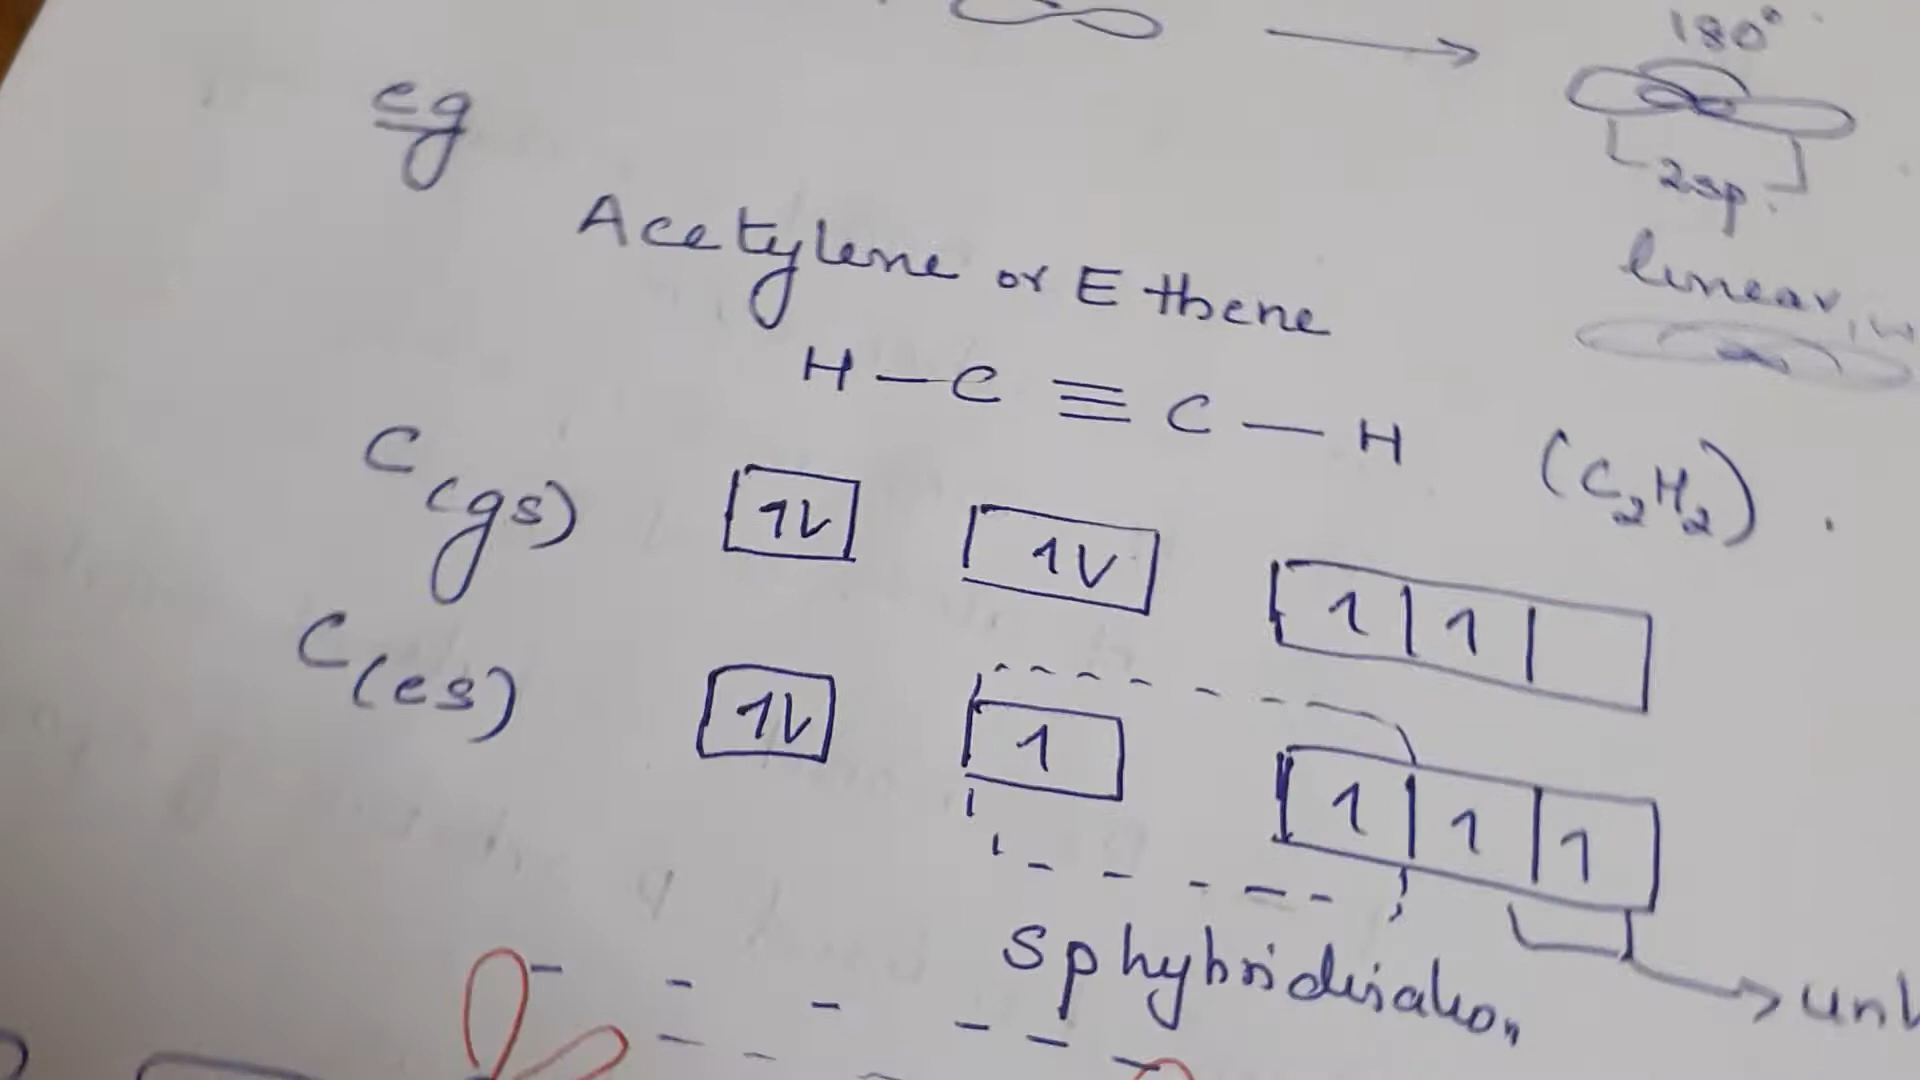 180°
eg
2sp.
Acetylene or Ethene
linear,
H - C ≡ C - H (C₂H₂).
C(gs) 1V 1V 1 1
C(es) 1V 1 1 1 1
sp hybridisation